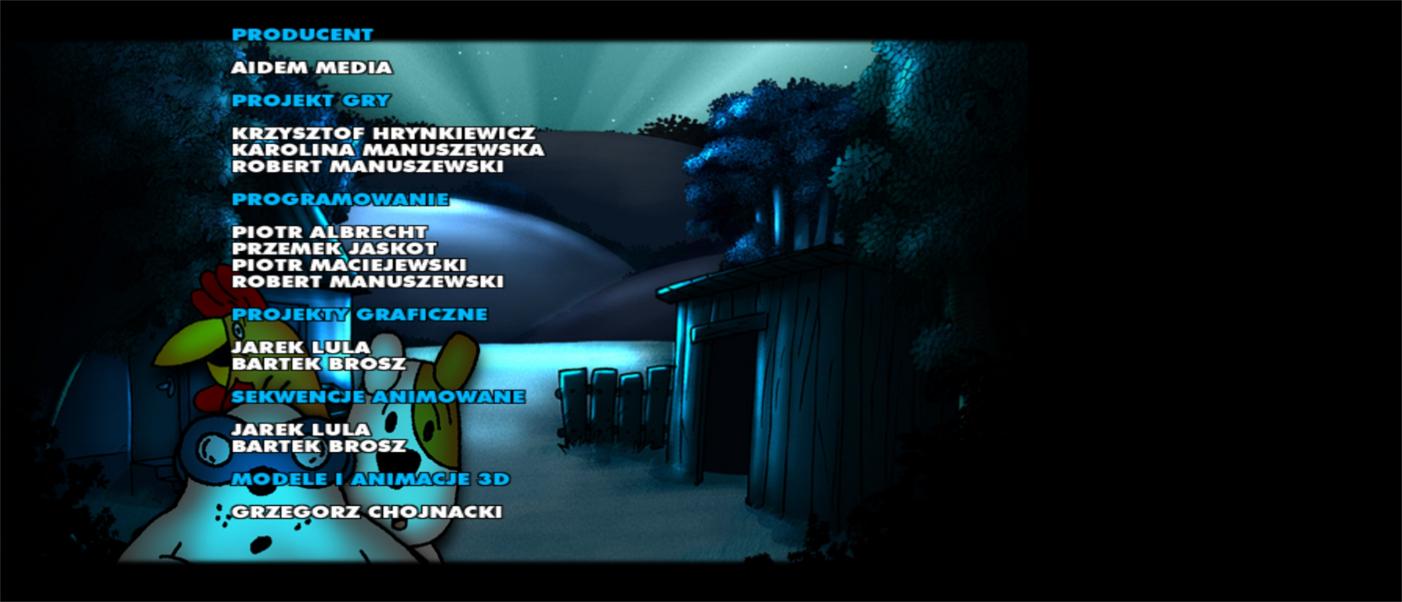 PRODUCENT
AIDEM MEDIA
PROJEKT GRY
KRZYSZTOF HRYNKIEWICZ
KAROLINA MANUSZEWSKA
ROBERT MANUSZEWSKI
PROGRAMOWANIE
PIOTR ALBRECHT
PRZEMEK JASKOT
PIOTR MACIEJEWSKI
ROBERT MANUSZEWSKI
PROJEKTY GRAFICZNE
JAREK LULA
BARTEK BROSZ
SEKWENCJE ANIMOWANE
JAREK LULA
BARTEK BROSZ
MODELE I ANIMACJE 3D
GRZEGORZ CHOJNACKI